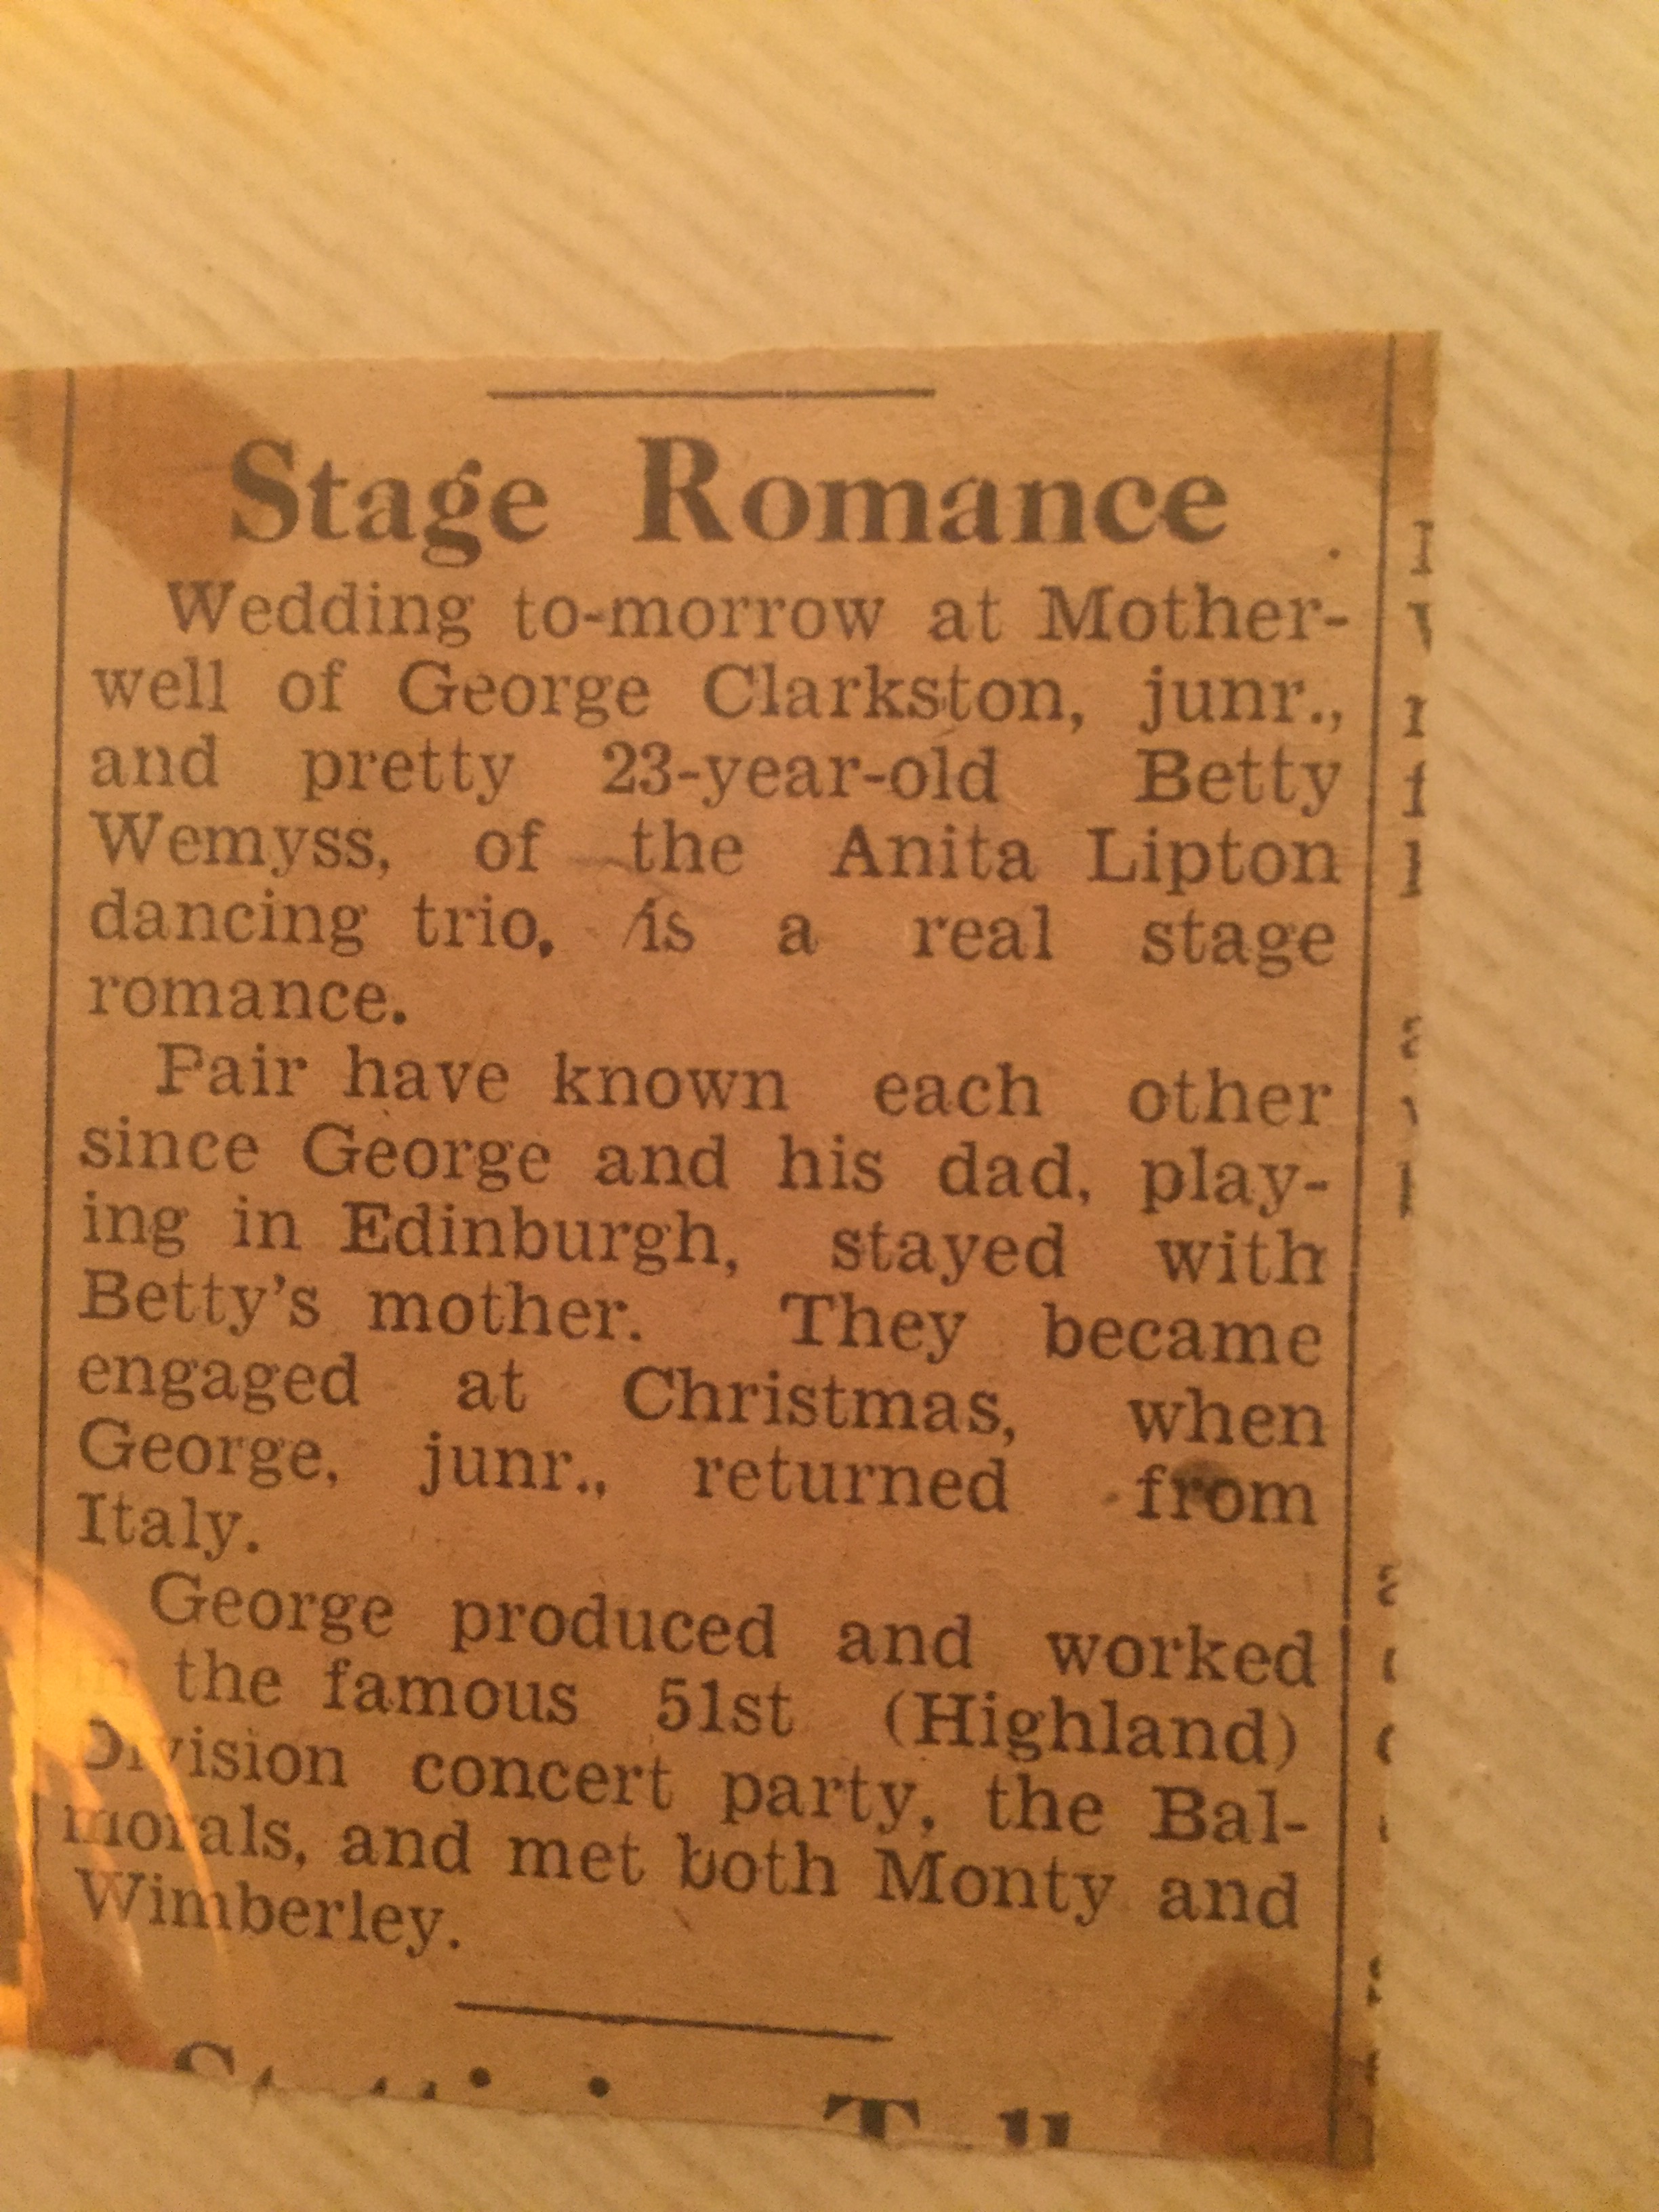 Stage Romance
Wedding to-morrow at Mother-
well of George Clarkston, junr.,
and pretty 23-year-old Betty
Wemyss, of the Anita Lipton
dancing trio, is a real stage
romance.
Pair have known each other
since George and his dad, play-
ing in Edinburgh, stayed with
Betty's mother. They became
engaged at Christmas, when
George, junr., returned from
Italy.
George produced and worked
in the famous 51st (Highland)
Division concert party, the Bal-
morals, and met both Monty and
Wimberley.